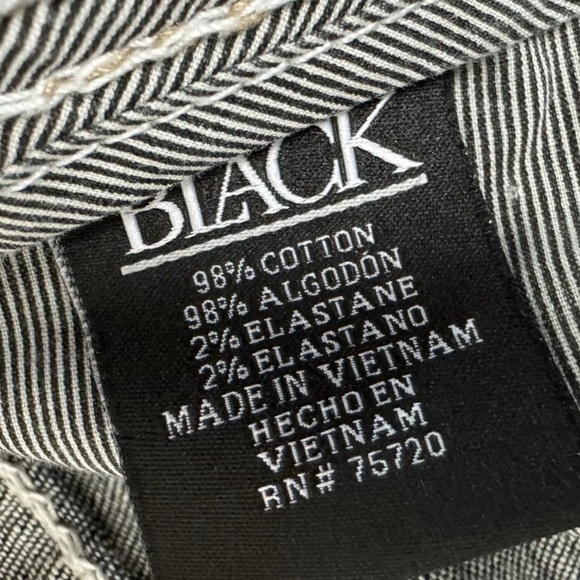 BLACK
98% COTTON
98% ALGODÓN
2% ELASTANE
2% ELASTANO
MADE IN VIETNAM
HECHO EN
VIETNAM
RN# 75720